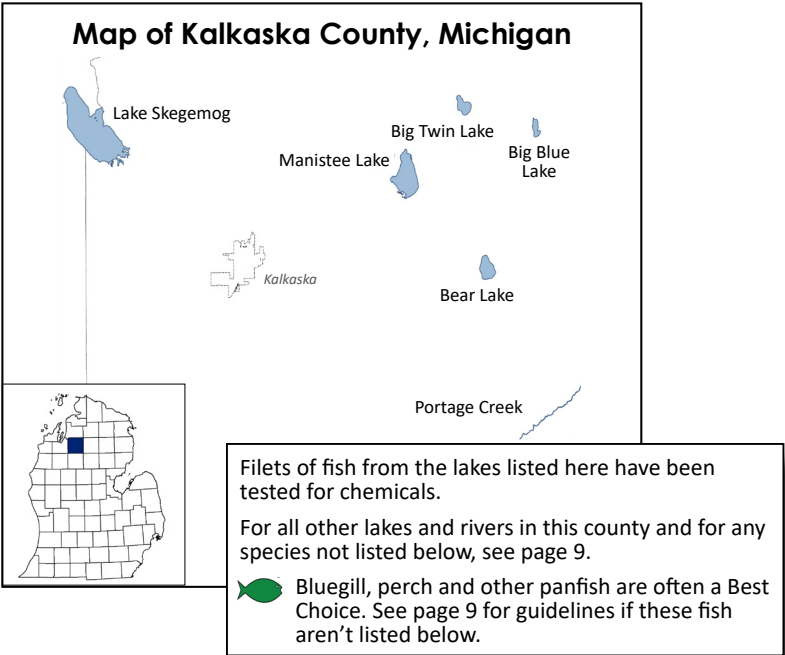 Map of Kalkaska County, Michigan
Lake Skegemog
Big Twin Lake
Big Blue
Lake
Manistee Lake
Kalkaska
Bear Lake
Portage Creek
Filets of fish from the lakes listed here have been
tested for chemicals.
For all other lakes and rivers in this county and for any
species not listed below, see page 9.
Bluegill, perch and other panfish are often a Best
Choice. See page 9 for guidelines if these fish
aren’t listed below.